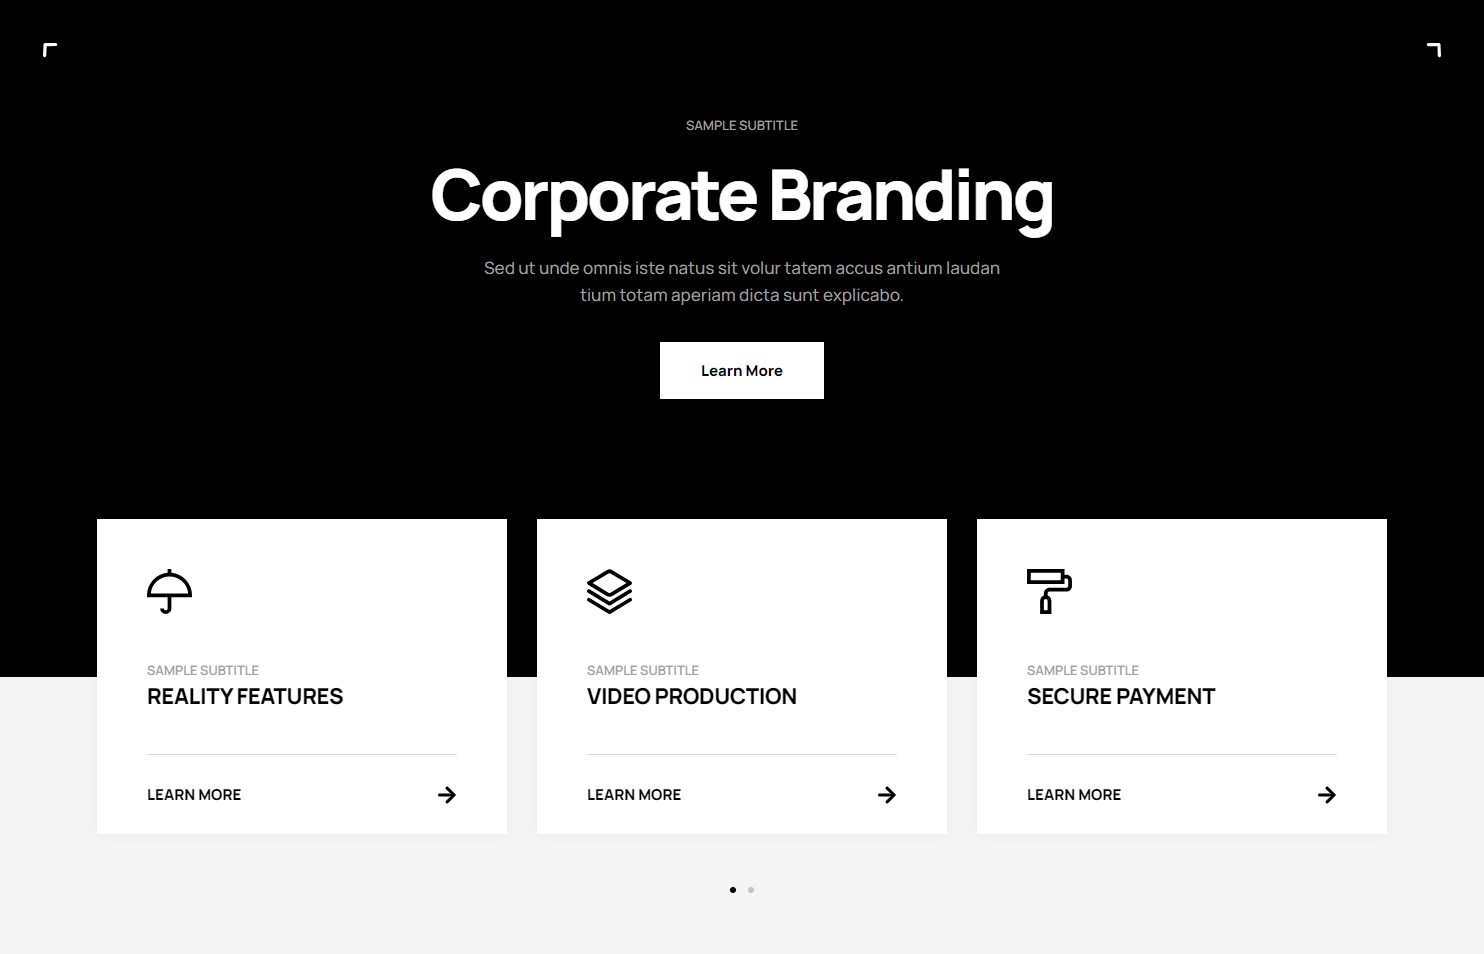 SAMPLE SUBTITLE
Corporate Branding
Sed ut unde omnis iste natus sit volur tatem accus antium laudan
tium totam aperiam dicta sunt explicabo.
Learn More
SAMPLE SUBTITLE
REALITY FEATURES
LEARN MORE
SAMPLE SUBTITLE
VIDEO PRODUCTION
LEARN MORE
SAMPLE SUBTITLE
SECURE PAYMENT
LEARN MORE